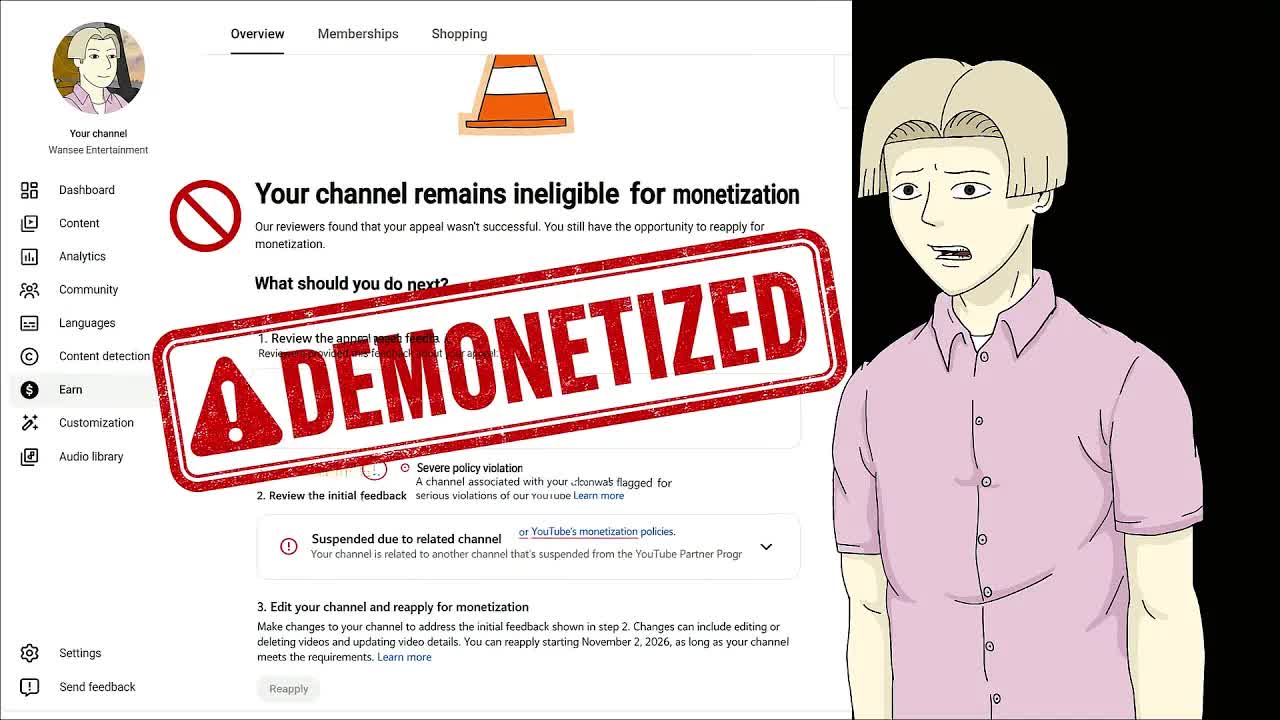 Overview Memberships Shopping
Your channel
Wansee Entertainment
Dashboard
Content
Analytics
Community
Languages
Content detection
Earn
Customization
Audio library
Settings
Send feedback
Your channel remains ineligible for monetization
Our reviewers found that your appeal wasn't successful. You still have the opportunity to reapply for
monetization.
What should you do next?
DEMONETIZED
1. Review the
Severe policy violation
A channel associated with your flagged for
serious violations of our YouTube Learn more
2. Review the initial feedback
or YouTube's monetization policies.
Suspended due to related channel
Your channel is related to another channel that's suspended from the YouTube Partner Progr
3. Edit your channel and reapply for monetization
Make changes to your channel to address the initial feedback shown in step 2. Changes can include editing or
deleting videos and updating video details. You can reapply starting November 2, 2026, as long as your channel
meets the requirements. Learn more
Reapply